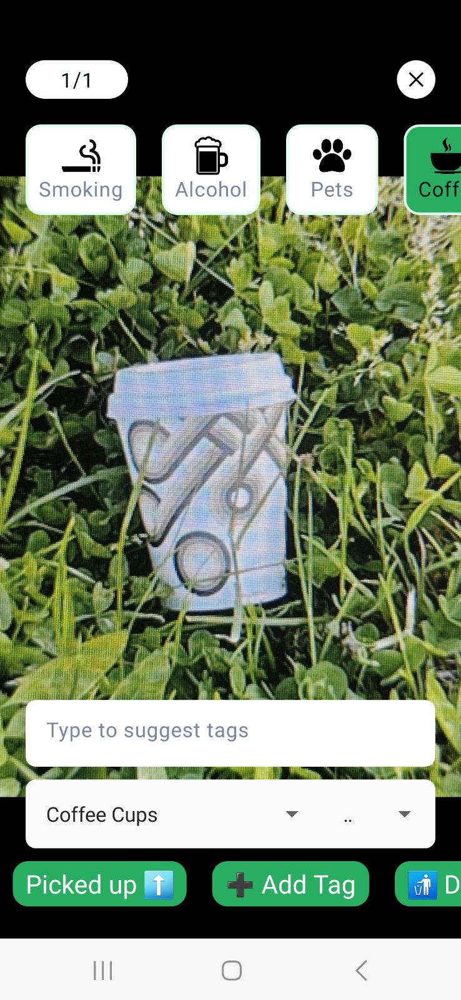 1/1
Smoking
Alcohol
Pets
Coff
Type to suggest tags
Coffee Cups
..
Picked up ⬆️
➕ Add Tag
🚮 D